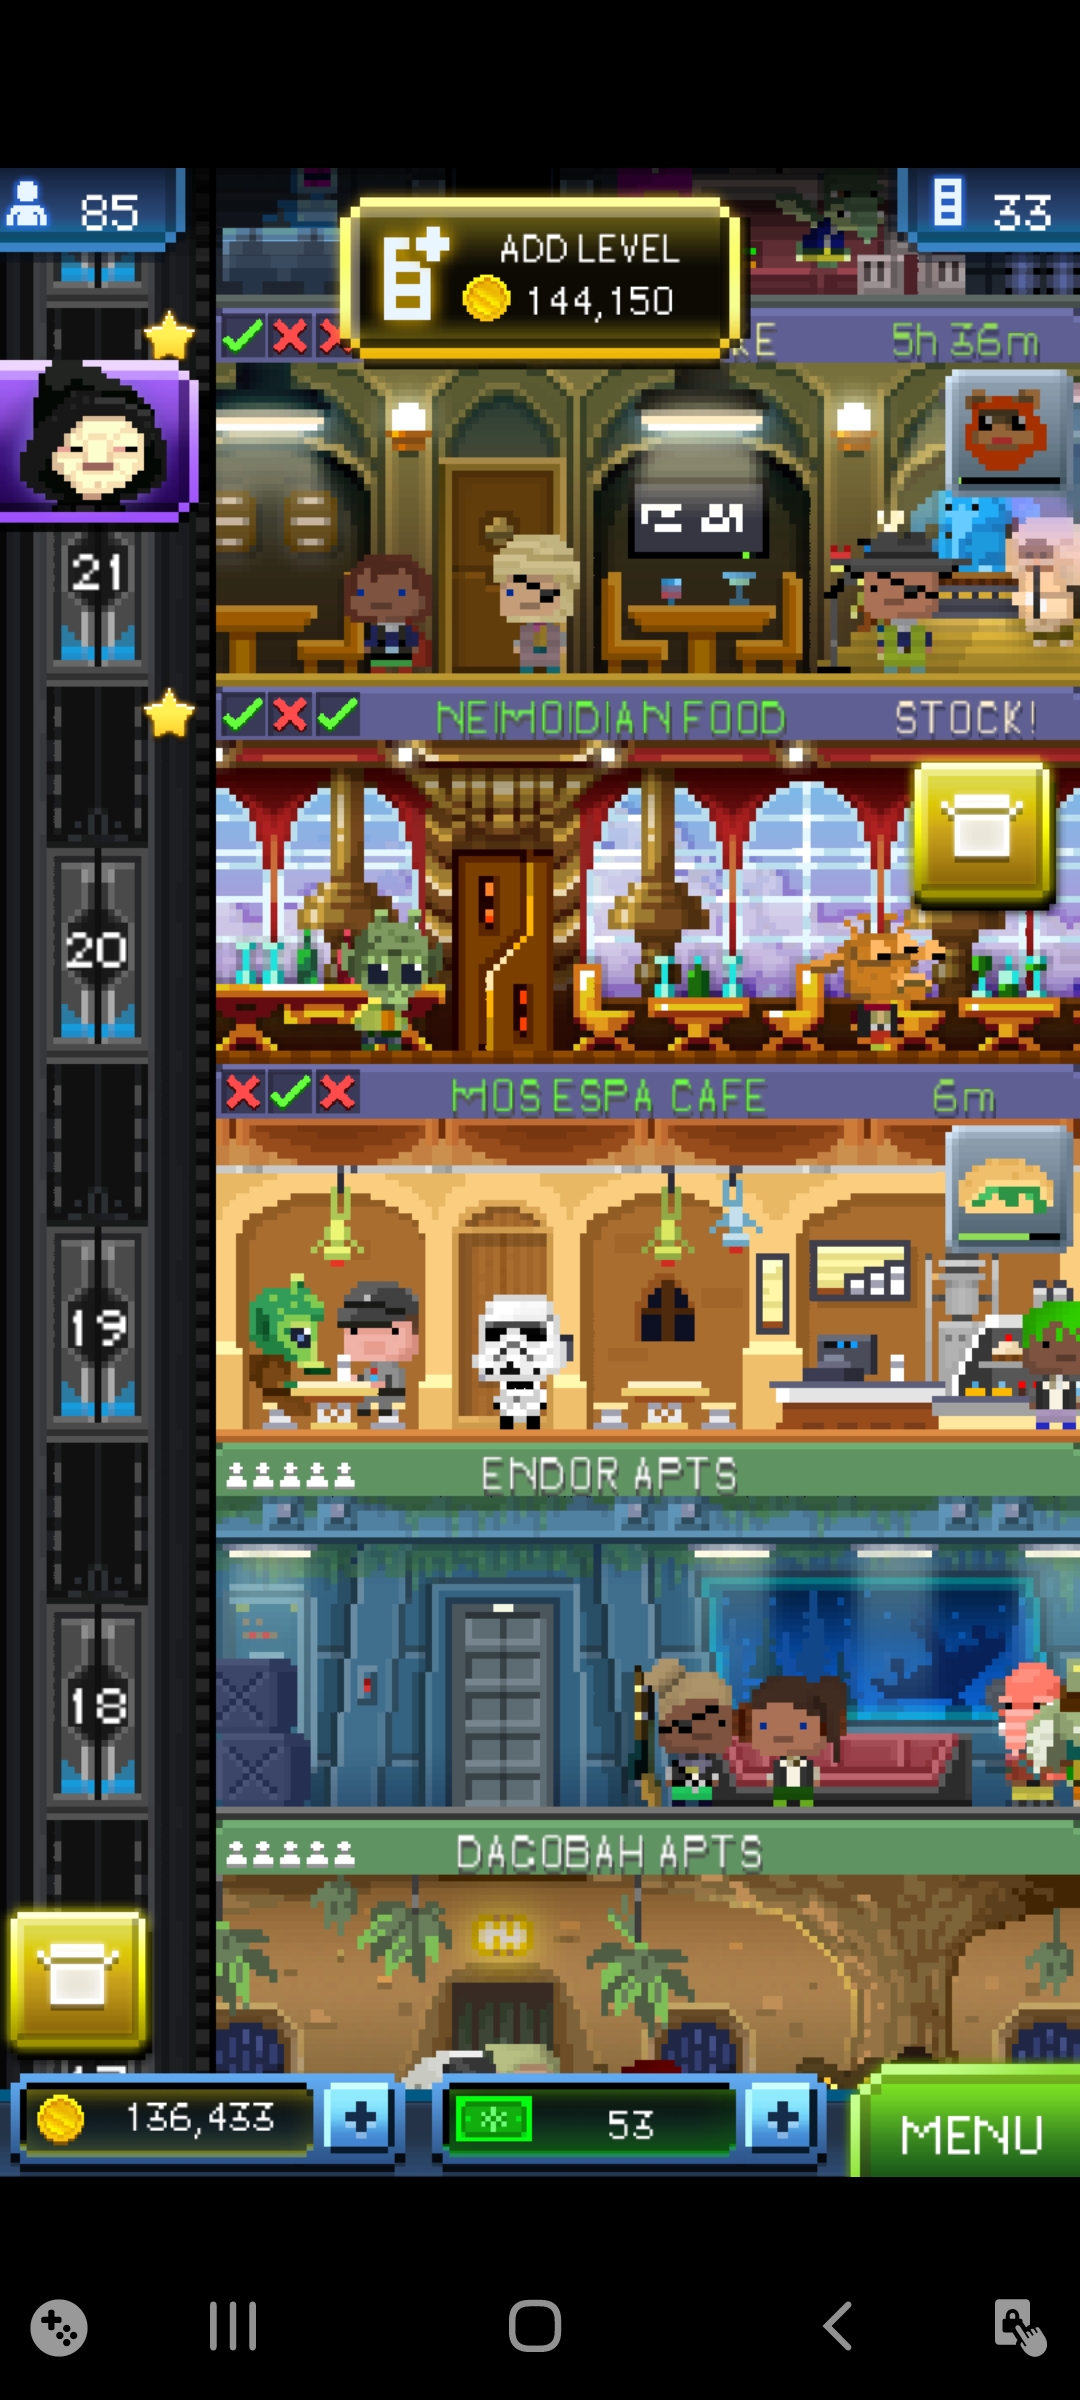 85
33
ADD LEVEL
144,150
KE
5h 36m
21
NEIMOIDIAN FOOD
STOCK!
20
MOS ESPA CAFE
6m
19
ENDOR APTS
18
DAGOBAH APTS
136,433
53
MENU